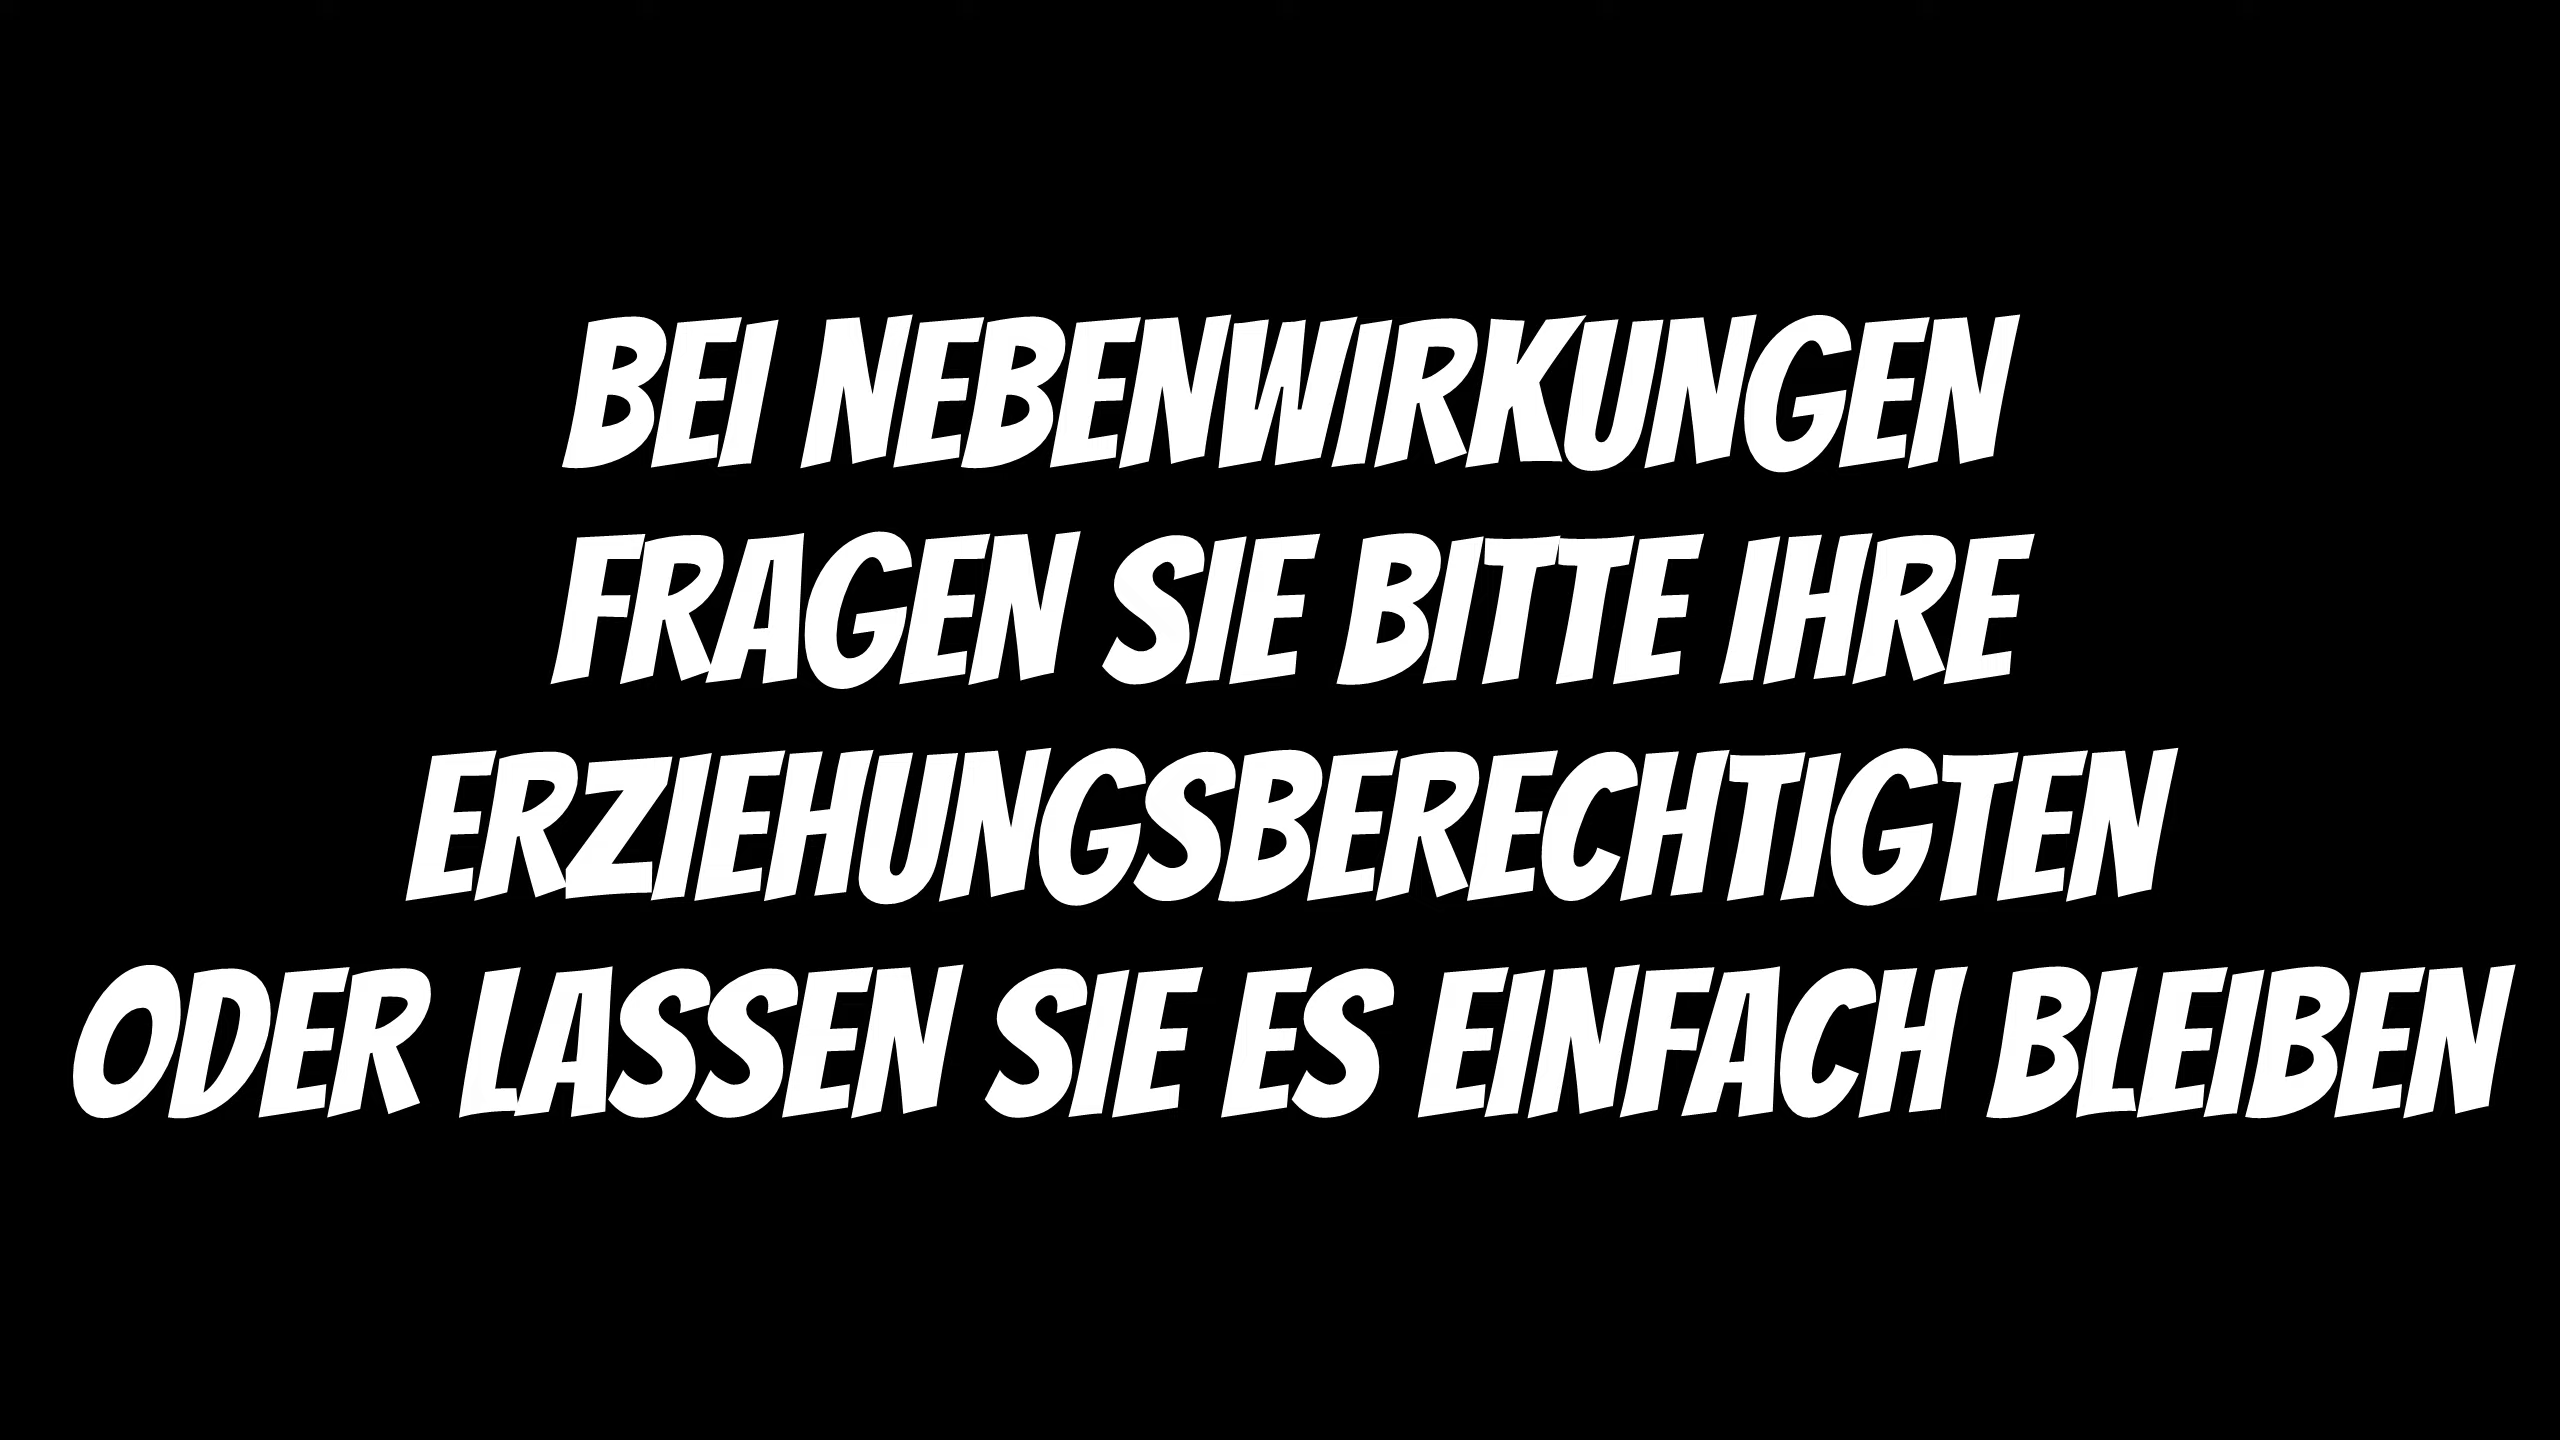 BEI NEBENWIRKUNGEN
FRAGEN SIE BITTE IHRE
ERZIEHUNGSBERECHTIGTEN
ODER LASSEN SIE ES EINFACH BLEIBEN